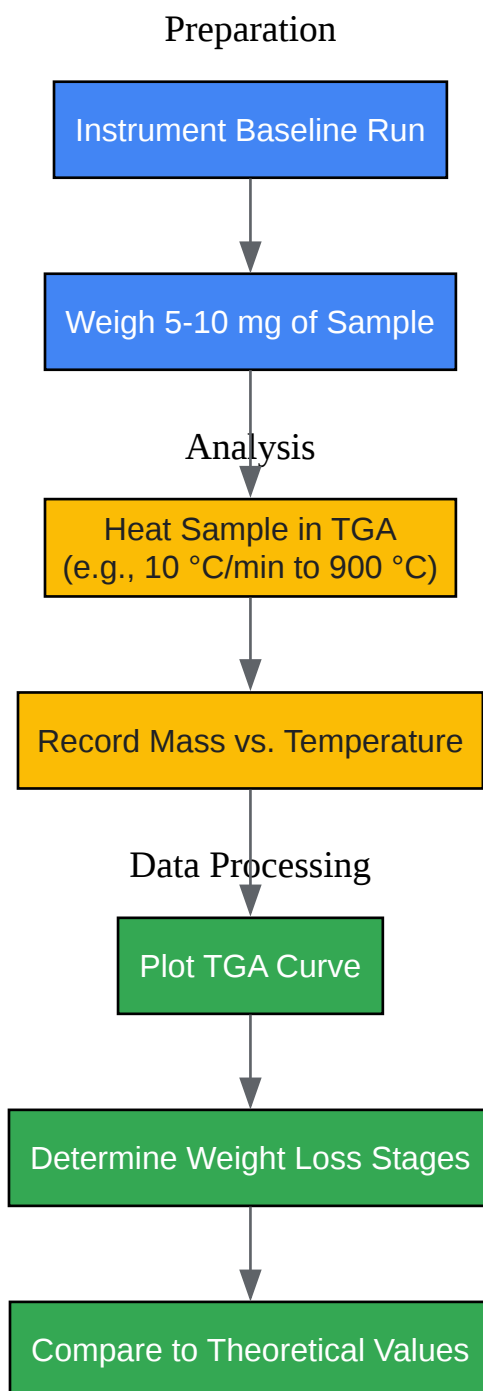 Preparation
Instrument Baseline Run
Weigh 5-10 mg of Sample
Analysis
Heat Sample in TGA
(e.g., 10 °C/min to 900 °C)
Record Mass vs. Temperature
Data Processing
Plot TGA Curve
Determine Weight Loss Stages
Compare to Theoretical Values